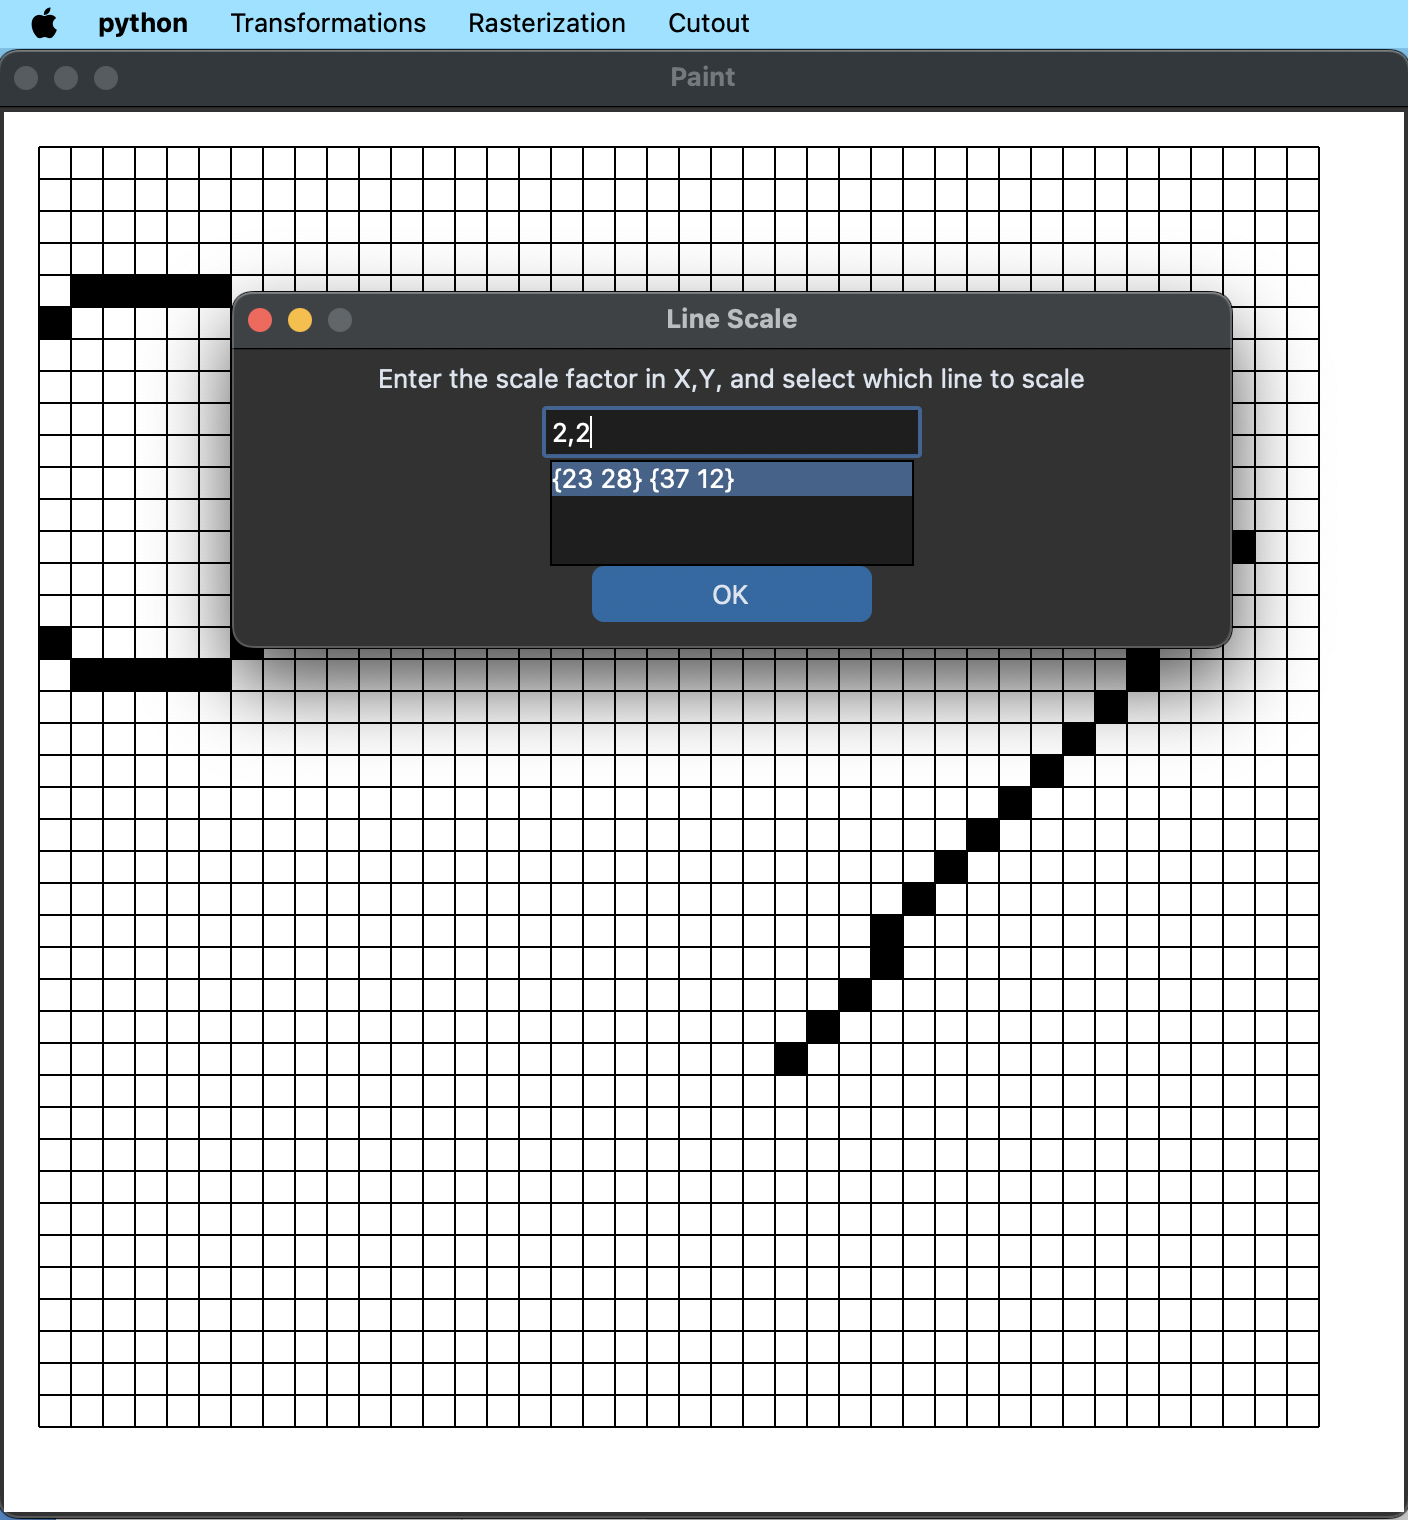 python Transformations Rasterization Cutout
Paint
Line Scale
Enter the scale factor in X,Y, and select which line to scale
2,2
{23 28} {37 12}
OK